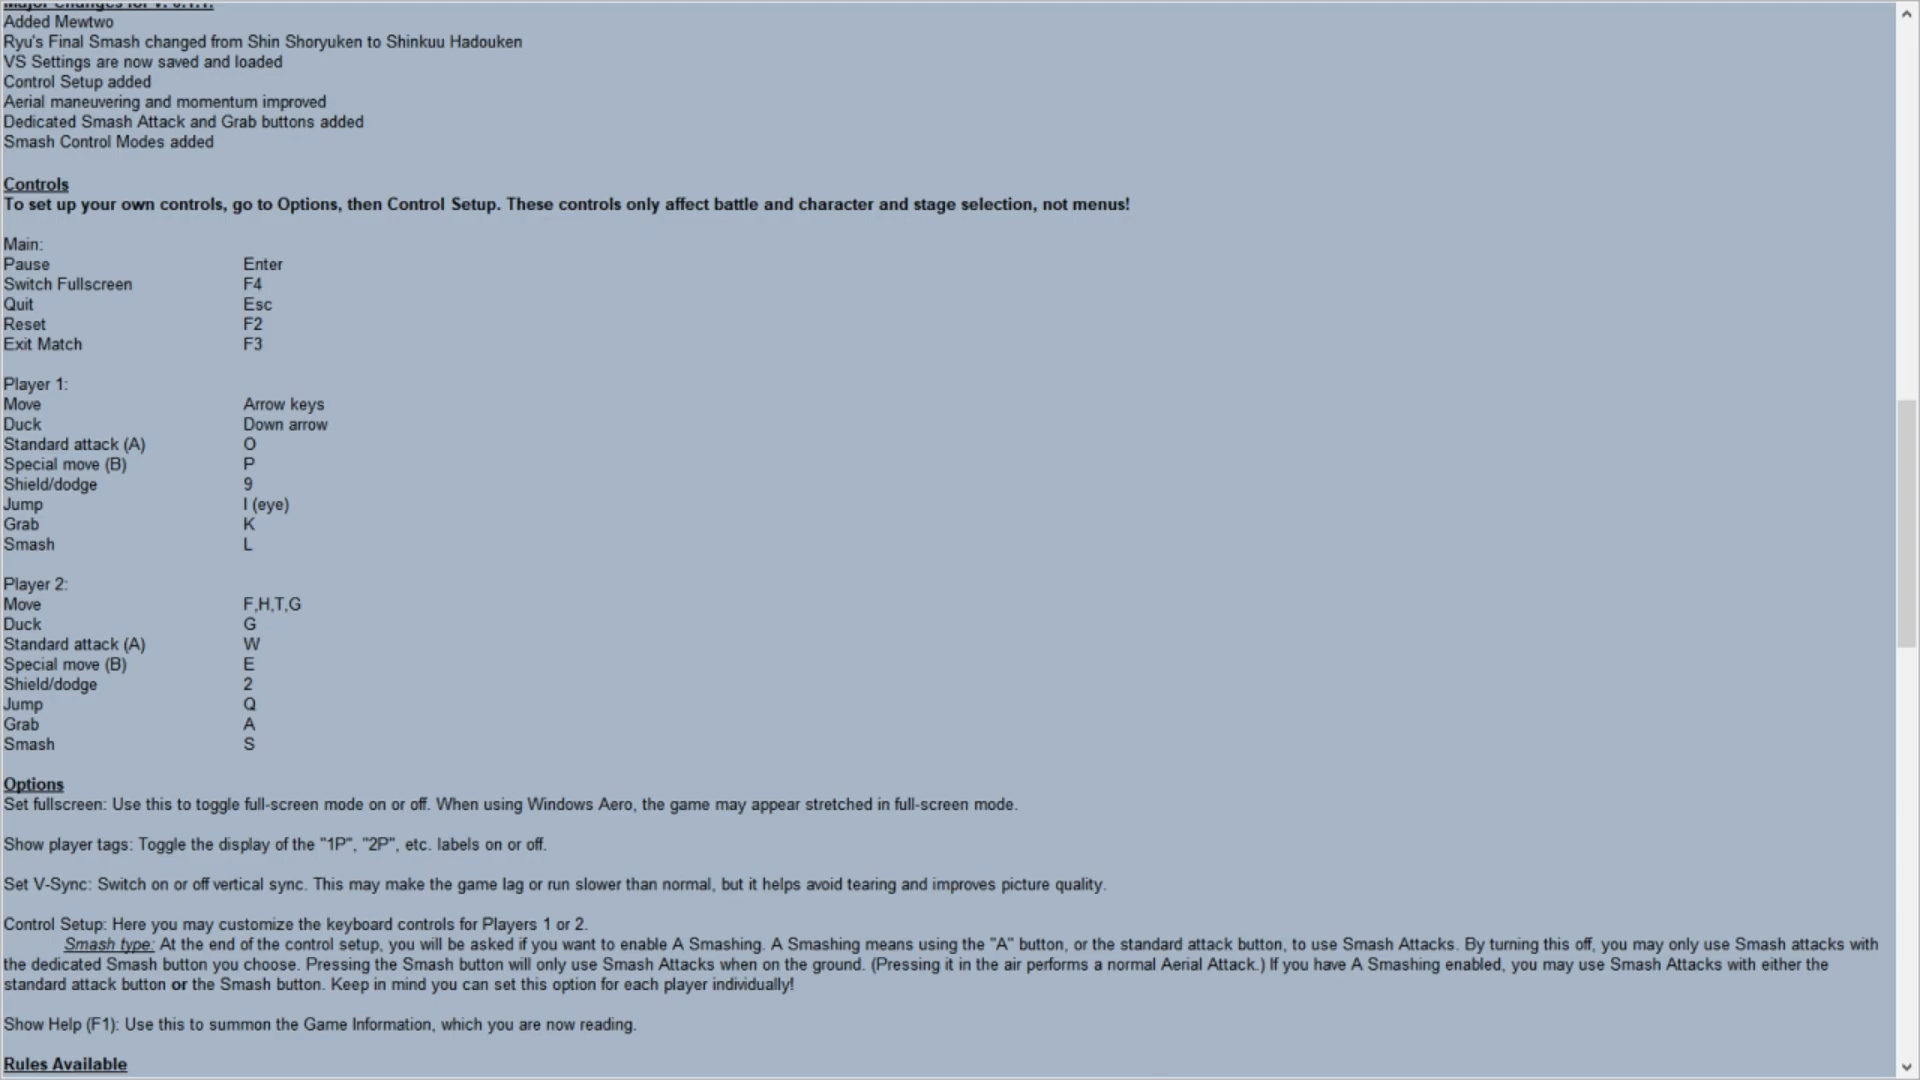 Major Changes for v. 0.1.1:
Added Mewtwo
Ryu's Final Smash changed from Shin Shoryuken to Shinkuu Hadouken
VS Settings are now saved and loaded
Control Setup added
Aerial maneuvering and momentum improved
Dedicated Smash Attack and Grab buttons added
Smash Control Modes added
Controls
To set up your own controls, go to Options, then Control Setup. These controls only affect battle and character and stage selection, not menus!
Main:
Pause Enter
Switch Fullscreen F4
Quit Esc
Reset F2
Exit Match F3
Player 1:
Move Arrow keys
Duck Down arrow
Standard attack (A) O
Special move (B) P
Shield/dodge 9
Jump I (eye)
Grab K
Smash L
Player 2:
Move F,H,T,G
Duck G
Standard attack (A) W
Special move (B) E
Shield/dodge 2
Jump Q
Grab A
Smash S
Options
Set fullscreen: Use this to toggle full-screen mode on or off. When using Windows Aero, the game may appear stretched in full-screen mode.
Show player tags: Toggle the display of the "1P", "2P", etc. labels on or off.
Set V-Sync: Switch on or off vertical sync. This may make the game lag or run slower than normal, but it helps avoid tearing and improves picture quality.
Control Setup: Here you may customize the keyboard controls for Players 1 or 2.
Smash type: At the end of the control setup, you will be asked if you want to enable A Smashing. A Smashing means using the "A" button, or the standard attack button, to use Smash Attacks. By turning this off, you may only use Smash attacks with
the dedicated Smash button you choose. Pressing the Smash button will only use Smash Attacks when on the ground. (Pressing it in the air performs a normal Aerial Attack.) If you have A Smashing enabled, you may use Smash Attacks with either the
standard attack button or the Smash button. Keep in mind you can set this option for each player individually!
Show Help (F1): Use this to summon the Game Information, which you are now reading.
Rules Available